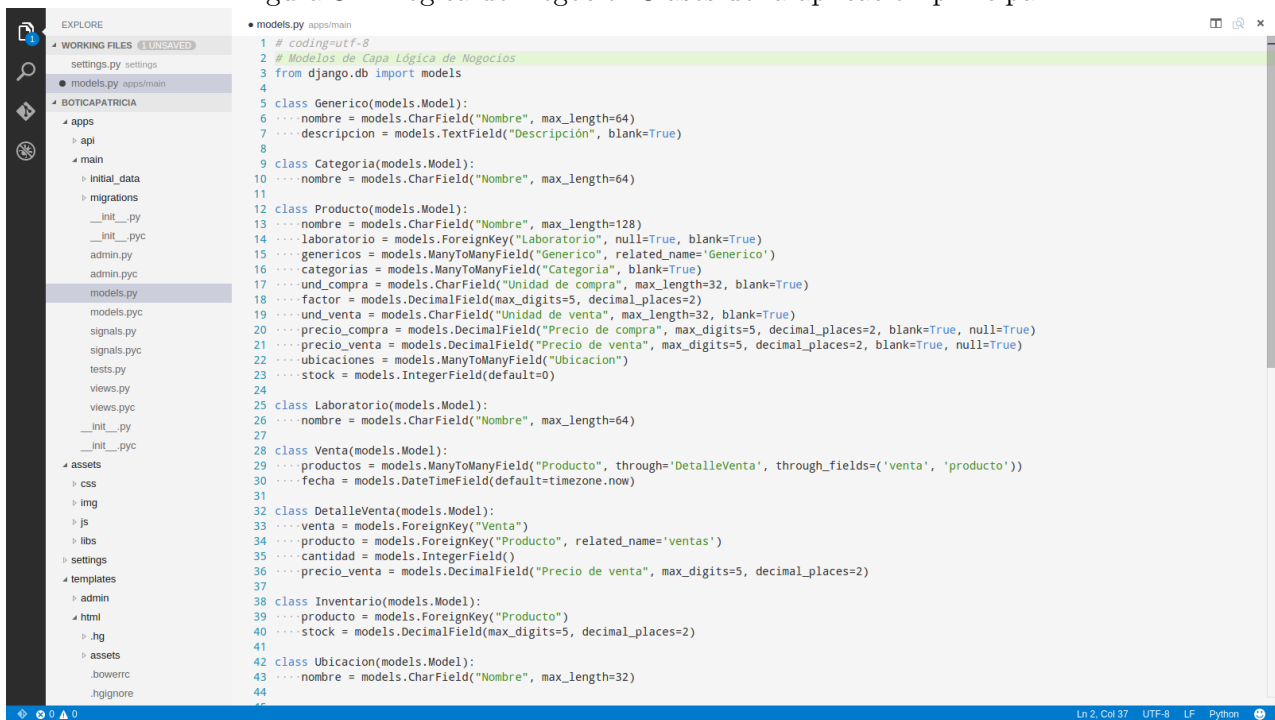 EXPLORE
WORKING FILES 1 UNSAVED
settings.py settings
models.py apps/main
BOTICAPATRICIA
apps
api
main
initial_data
migrations
__init__.py
__init__.pyc
admin.py
admin.pyc
models.py
models.pyc
signals.py
signals.pyc
tests.py
views.py
views.pyc
__init__.py
__init__.pyc
assets
css
img
js
libs
settings
templates
admin
html
.hg
assets
.bowerrc
.hgignore
models.py apps/main
1 # coding=utf-8
2 # Modelos de Capa Lógica de Negocios
3 from django.db import models
4
5 class Generico(models.Model):
6 ····nombre = models.CharField("Nombre", max_length=64)
7 ····descripcion = models.TextField("Descripción", blank=True)
8
9 class Categoria(models.Model):
10 ····nombre = models.CharField("Nombre", max_length=64)
11
12 class Producto(models.Model):
13 ····nombre = models.CharField("Nombre", max_length=128)
14 ····laboratorio = models.ForeignKey("Laboratorio", null=True, blank=True)
15 ····genericos = models.ManyToManyField("Generico", related_name='Generico')
16 ····categorias = models.ManyToManyField("Categoria", blank=True)
17 ····und_compra = models.CharField("Unidad de compra", max_length=32, blank=True)
18 ····factor = models.DecimalField(max_digits=5, decimal_places=2)
19 ····und_venta = models.CharField("Unidad de venta", max_length=32, blank=True)
20 ····precio_compra = models.DecimalField("Precio de compra", max_digits=5, decimal_places=2, blank=True, null=True)
21 ····precio_venta = models.DecimalField("Precio de venta", max_digits=5, decimal_places=2, blank=True, null=True)
22 ····ubicaciones = models.ManyToManyField("Ubicacion")
23 ····stock = models.IntegerField(default=0)
24
25 class Laboratorio(models.Model):
26 ····nombre = models.CharField("Nombre", max_length=64)
27
28 class Venta(models.Model):
29 ····productos = models.ManyToManyField("Producto", through='DetalleVenta', through_fields=('venta', 'producto'))
30 ····fecha = models.DateTimeField(default=timezone.now)
31
32 class DetalleVenta(models.Model):
33 ····venta = models.ForeignKey("Venta")
34 ····producto = models.ForeignKey("Producto", related_name='ventas')
35 ····cantidad = models.IntegerField()
36 ····precio_venta = models.DecimalField("Precio de venta", max_digits=5, decimal_places=2)
37
38 class Inventario(models.Model):
39 ····producto = models.ForeignKey("Producto")
40 ····stock = models.DecimalField(max_digits=5, decimal_places=2)
41
42 class Ubicacion(models.Model):
43 ····nombre = models.CharField("Nombre", max_length=32)
44
1
0 0
Ln 2, Col 37 UTF-8 LF Python